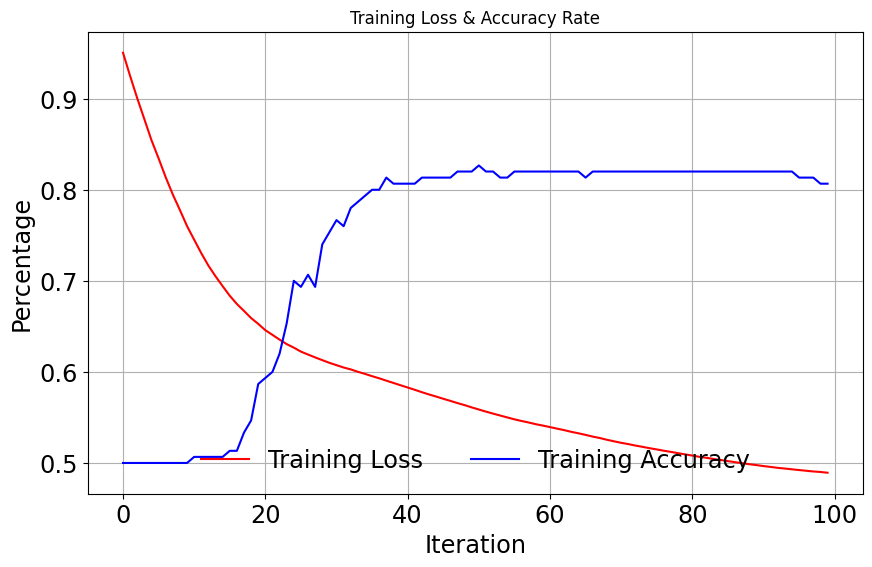 Training Loss & Accuracy Rate
Percentage
0.9
0.8
0.7
0.6
0.5
Training Loss
Training Accuracy
0
20
40
60
80
100
Iteration